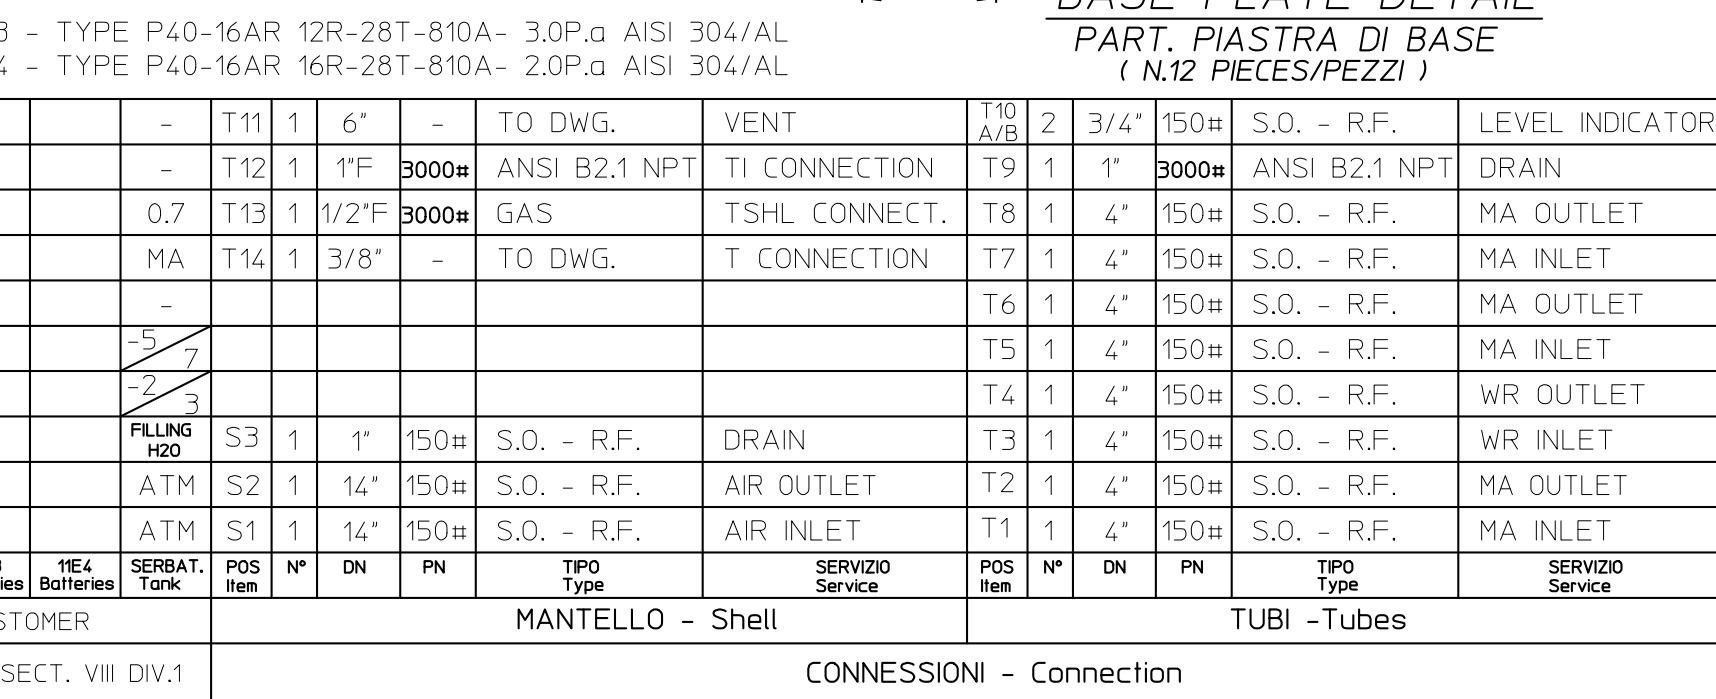 - TYPE P40-16AR 12R-28T-810A- 3.0P.a AISI 304/AL
- TYPE P40-16AR 16R-28T-810A- 2.0P.a AISI 304/AL
BASE PLATE DETAIL
PART. PIASTRA DI BASE
( N.12 PIECES/PEZZI )
- T11 1 6" - TO DWG. VENT T10 A/B 2 3/4" 150# S.O. - R.F. LEVEL INDICATOR
- T12 1 1"F 3000# ANSI B2.1 NPT TI CONNECTION T9 1 1" 3000# ANSI B2.1 NPT DRAIN
0.7 T13 1 1/2"F 3000# GAS TSHL CONNECT. T8 1 4" 150# S.O. - R.F. MA OUTLET
MA T14 1 3/8" - TO DWG. T CONNECTION T7 1 4" 150# S.O. - R.F. MA INLET
- T6 1 4" 150# S.O. - R.F. MA OUTLET
-5/7 T5 1 4" 150# S.O. - R.F. MA INLET
-2/3 T4 1 4" 150# S.O. - R.F. WR OUTLET
FILLING H20 S3 1 1" 150# S.O. - R.F. DRAIN T3 1 4" 150# S.O. - R.F. WR INLET
ATM S2 1 14" 150# S.O. - R.F. AIR OUTLET T2 1 4" 150# S.O. - R.F. MA OUTLET
ATM S1 1 14" 150# S.O. - R.F. AIR INLET T1 1 4" 150# S.O. - R.F. MA INLET
11E4 SERBAT. POS N° DN PN TIPO SERVIZIO POS N° DN PN TIPO SERVIZIO
Batteries Tank Item Type Service Item Type Service
MANTELLO - Shell TUBI -Tubes
SECT. VIII DIV.1 CONNESSIONI - Connection